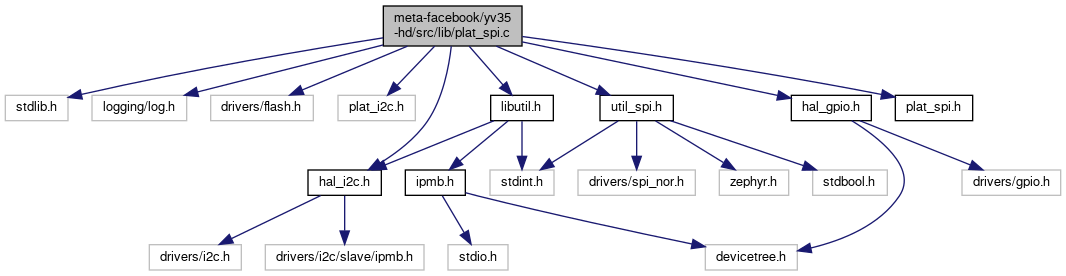 meta-facebook/yv35
-hd/src/lib/plat_spi.c
stdlib.h
logging/log.h
drivers/flash.h
plat_i2c.h
libutil.h
util_spi.h
hal_gpio.h
plat_spi.h
hal_i2c.h
ipmb.h
stdint.h
drivers/spi_nor.h
zephyr.h
stdbool.h
drivers/gpio.h
drivers/i2c.h
drivers/i2c/slave/ipmb.h
stdio.h
devicetree.h